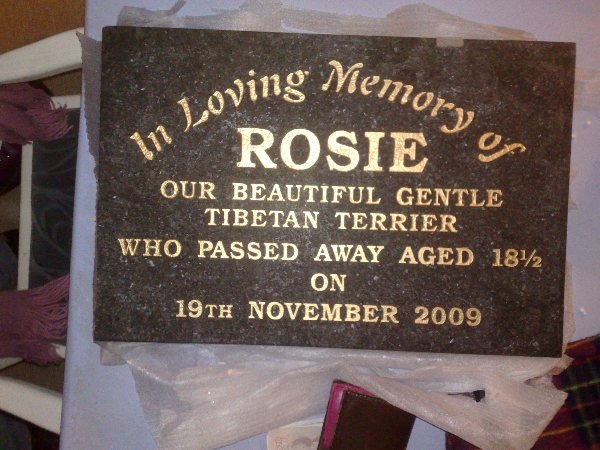 In Loving Memory of
ROSIE
OUR BEAUTIFUL GENTLE
TIBETAN TERRIER
WHO PASSED AWAY AGED 18½
ON
19TH NOVEMBER 2009